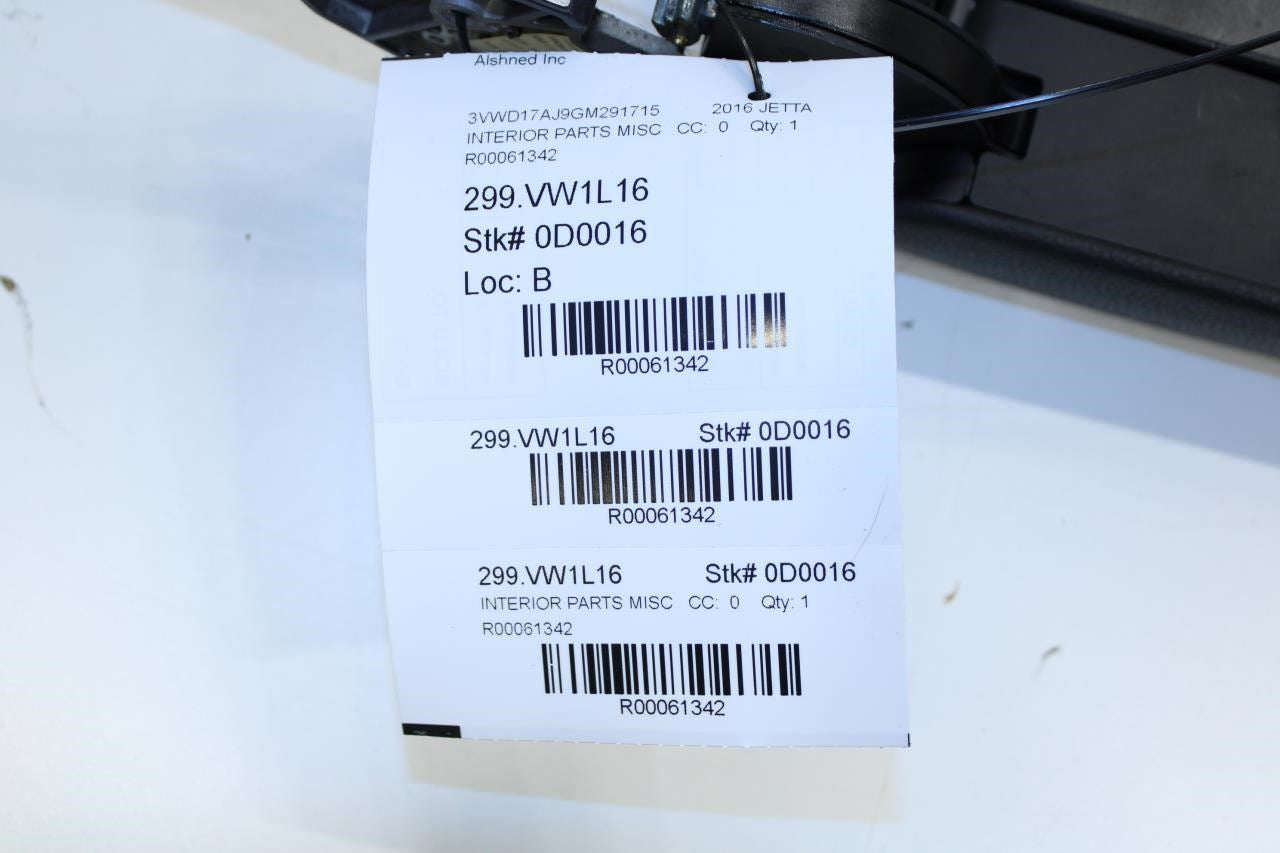 Alshned Inc
3VWD17AJ9GM291715 2016 JETTA
INTERIOR PARTS MISC CC: 0 Qty: 1
R00061342
299.VW1L16
Stk# 0D0016
Loc: B
R00061342
299.VW1L16 Stk# 0D0016
R00061342
299.VW1L16 Stk# 0D0016
INTERIOR PARTS MISC CC: 0 Qty: 1
R00061342
R00061342